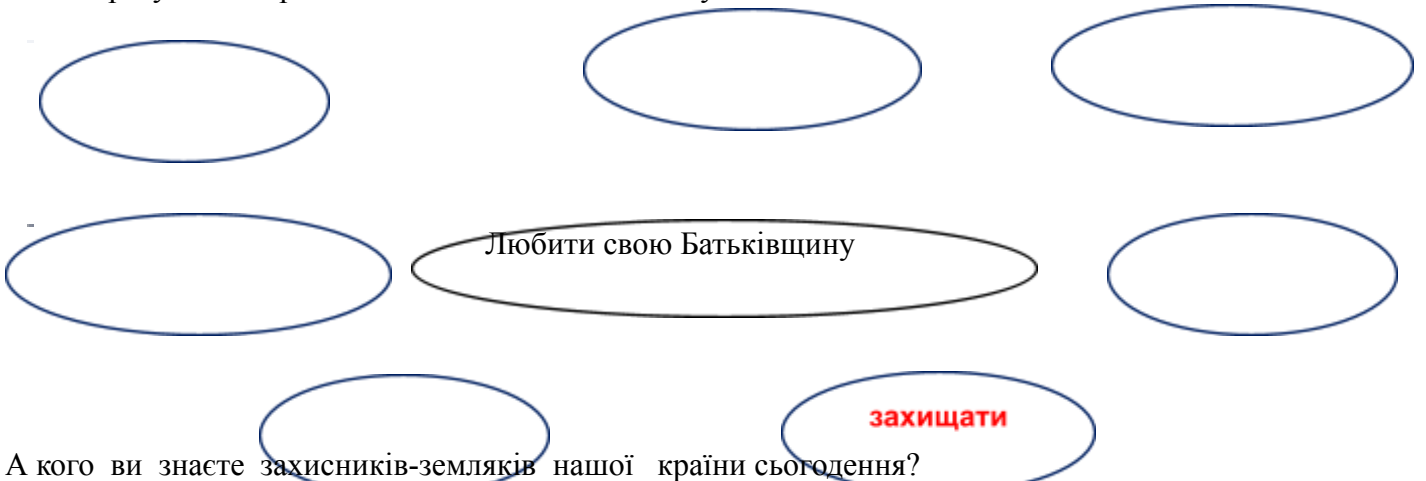 Любити свою Батьківщину
захищати
А кого ви знаєте захисників-земляків нашої країни сьогодення?